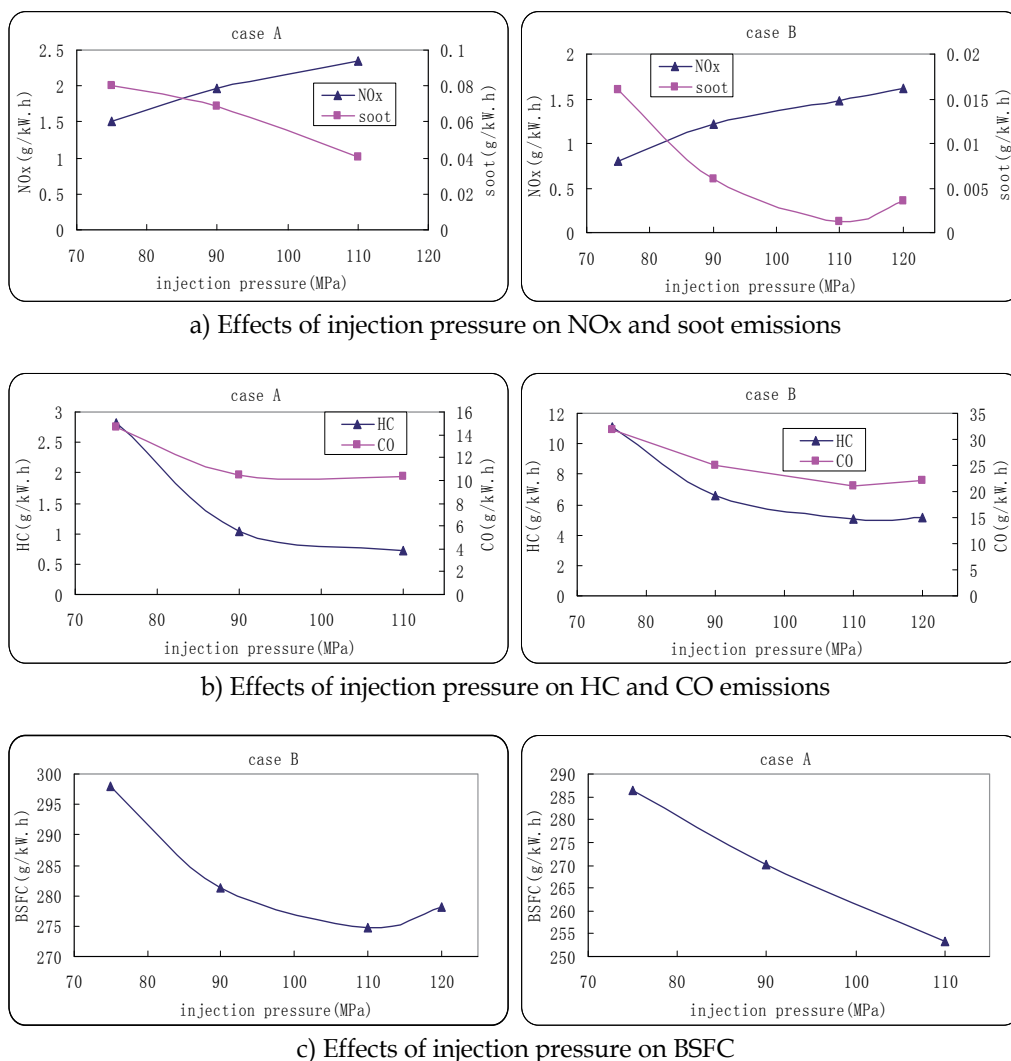 case A
2.5
2
1.5
1
0.5
0
0.1
0.08
0.06
0.04
0.02
0
NOx
soot
NOx(g/kW.h)
soot(g/kW.h)
70 80 90 100 110 120
injection pressure(MPa)
case B
2
1.5
1
0.5
0
0.02
0.015
0.01
0.005
0
NOx
soot
NOx(g/kW.h)
soot(g/kW.h)
70 80 90 100 110 120
injection pressure(MPa)
a) Effects of injection pressure on NOx and soot emissions
case A
3
2.5
2
1.5
1
0.5
0
16
14
12
10
8
6
4
2
0
HC
CO
HC(g/kW.h)
CO(g/kW.h)
70 80 90 100 110
injection pressure(MPa)
case B
12
10
8
6
4
2
0
35
30
25
20
15
10
5
0
HC
CO
HC(g/kW.h)
CO(g/kW.h)
70 80 90 100 110 120
injection pressure(MPa)
b) Effects of injection pressure on HC and CO emissions
case B
300
295
290
285
280
275
270
BSFC(g/kW.h)
70 80 90 100 110 120
injection pressure(MPa)
case A
290
285
280
275
270
265
260
255
250
BSFC(g/kW.h)
70 80 90 100 110
injection pressure(MPa)
c) Effects of injection pressure on BSFC